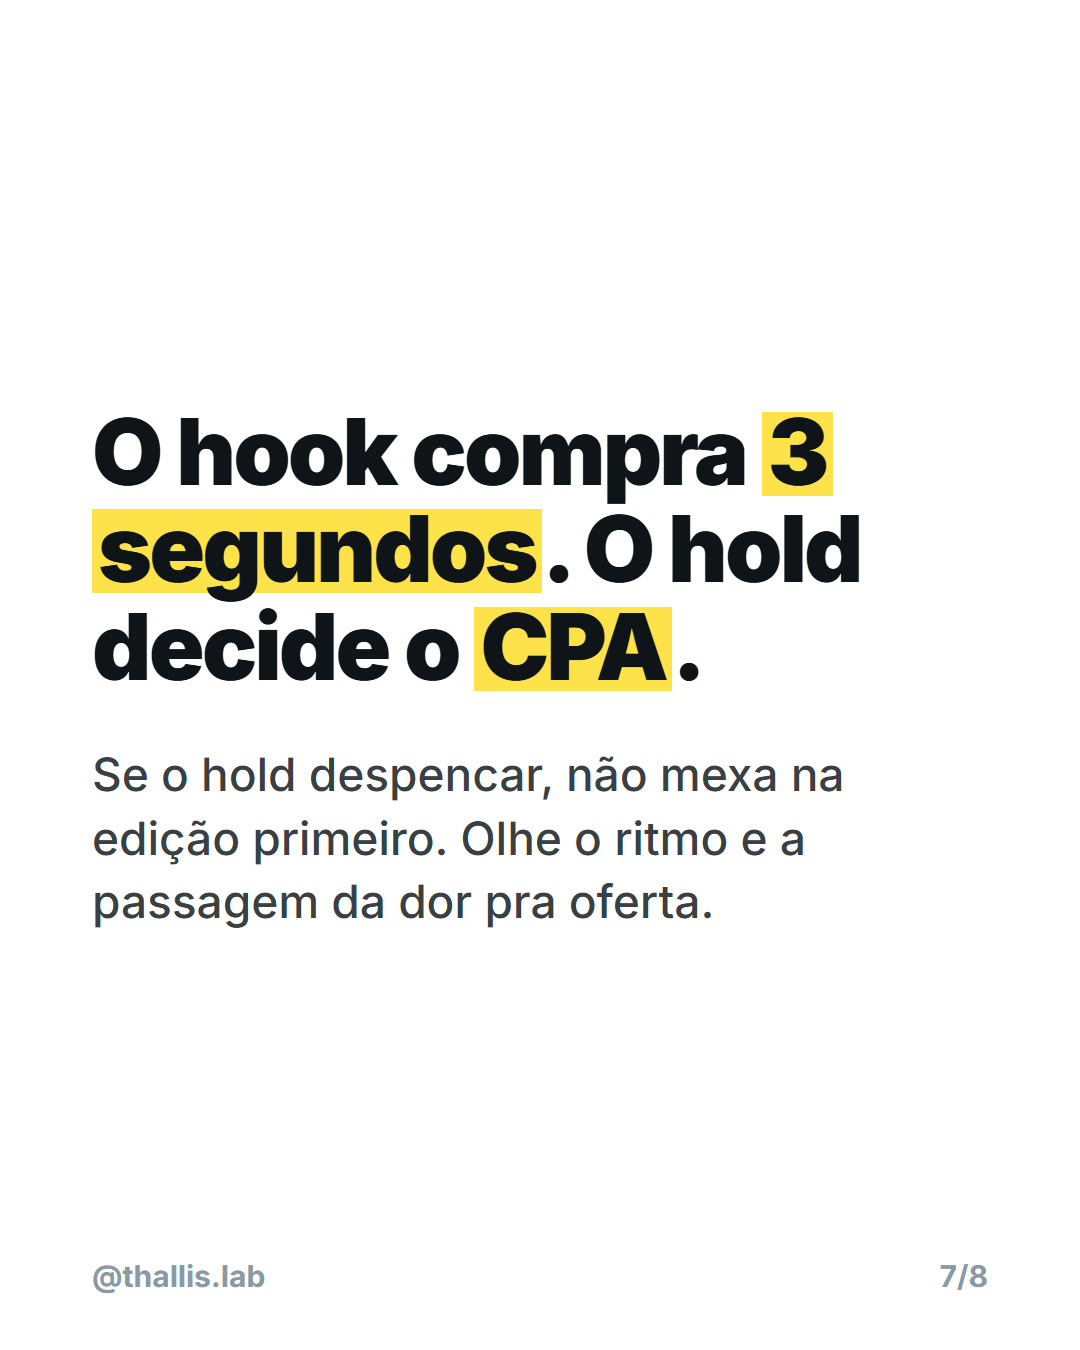 O hook compra 3
segundos. O hold
decide o CPA.
Se o hold despencar, não mexa na
edição primeiro. Olhe o ritmo e a
passagem da dor pra oferta.
@thallis.lab
7/8